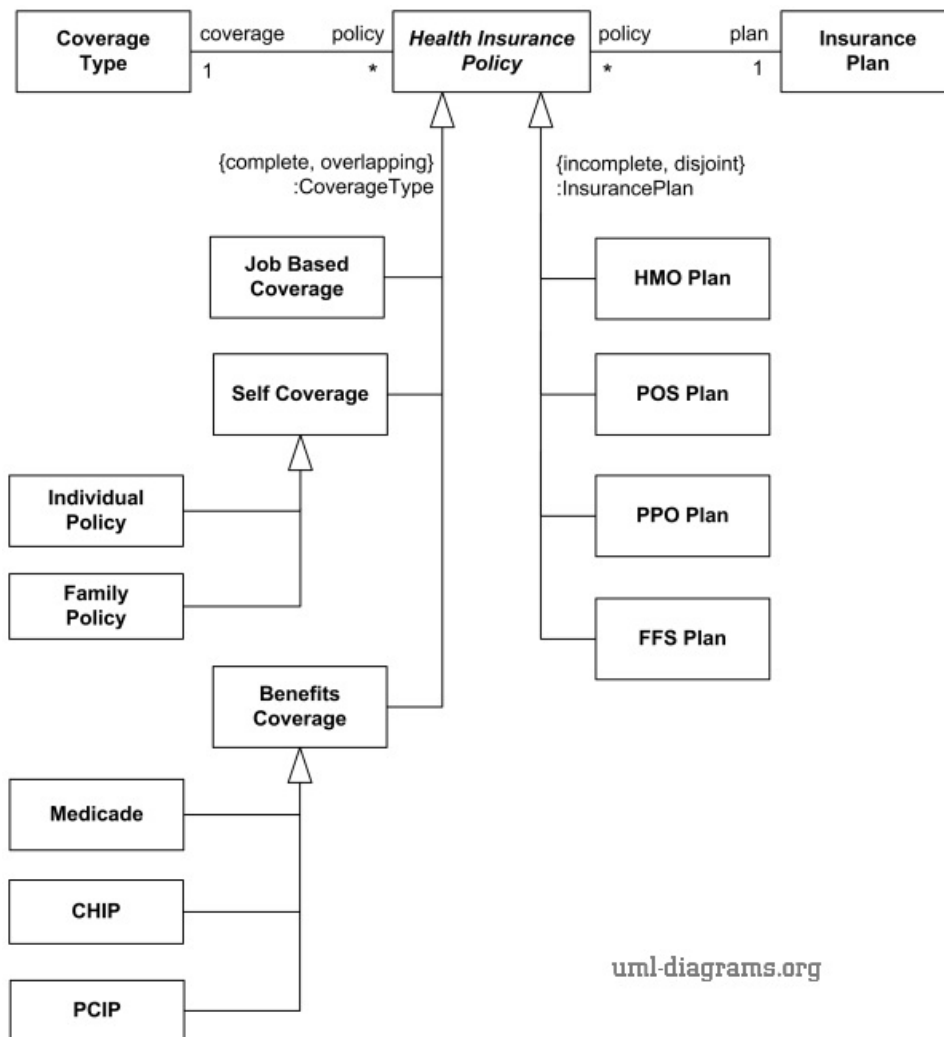 Coverage
Type
coverage
policy
1
*
Health Insurance
Policy
policy
plan
*
1
Insurance
Plan
{complete, overlapping}
:CoverageType
{incomplete, disjoint}
:InsurancePlan
Job Based
Coverage
HMO Plan
Self Coverage
POS Plan
Individual
Policy
PPO Plan
Family
Policy
FFS Plan
Benefits
Coverage
Medicade
CHIP
PCIP
uml-diagrams.org